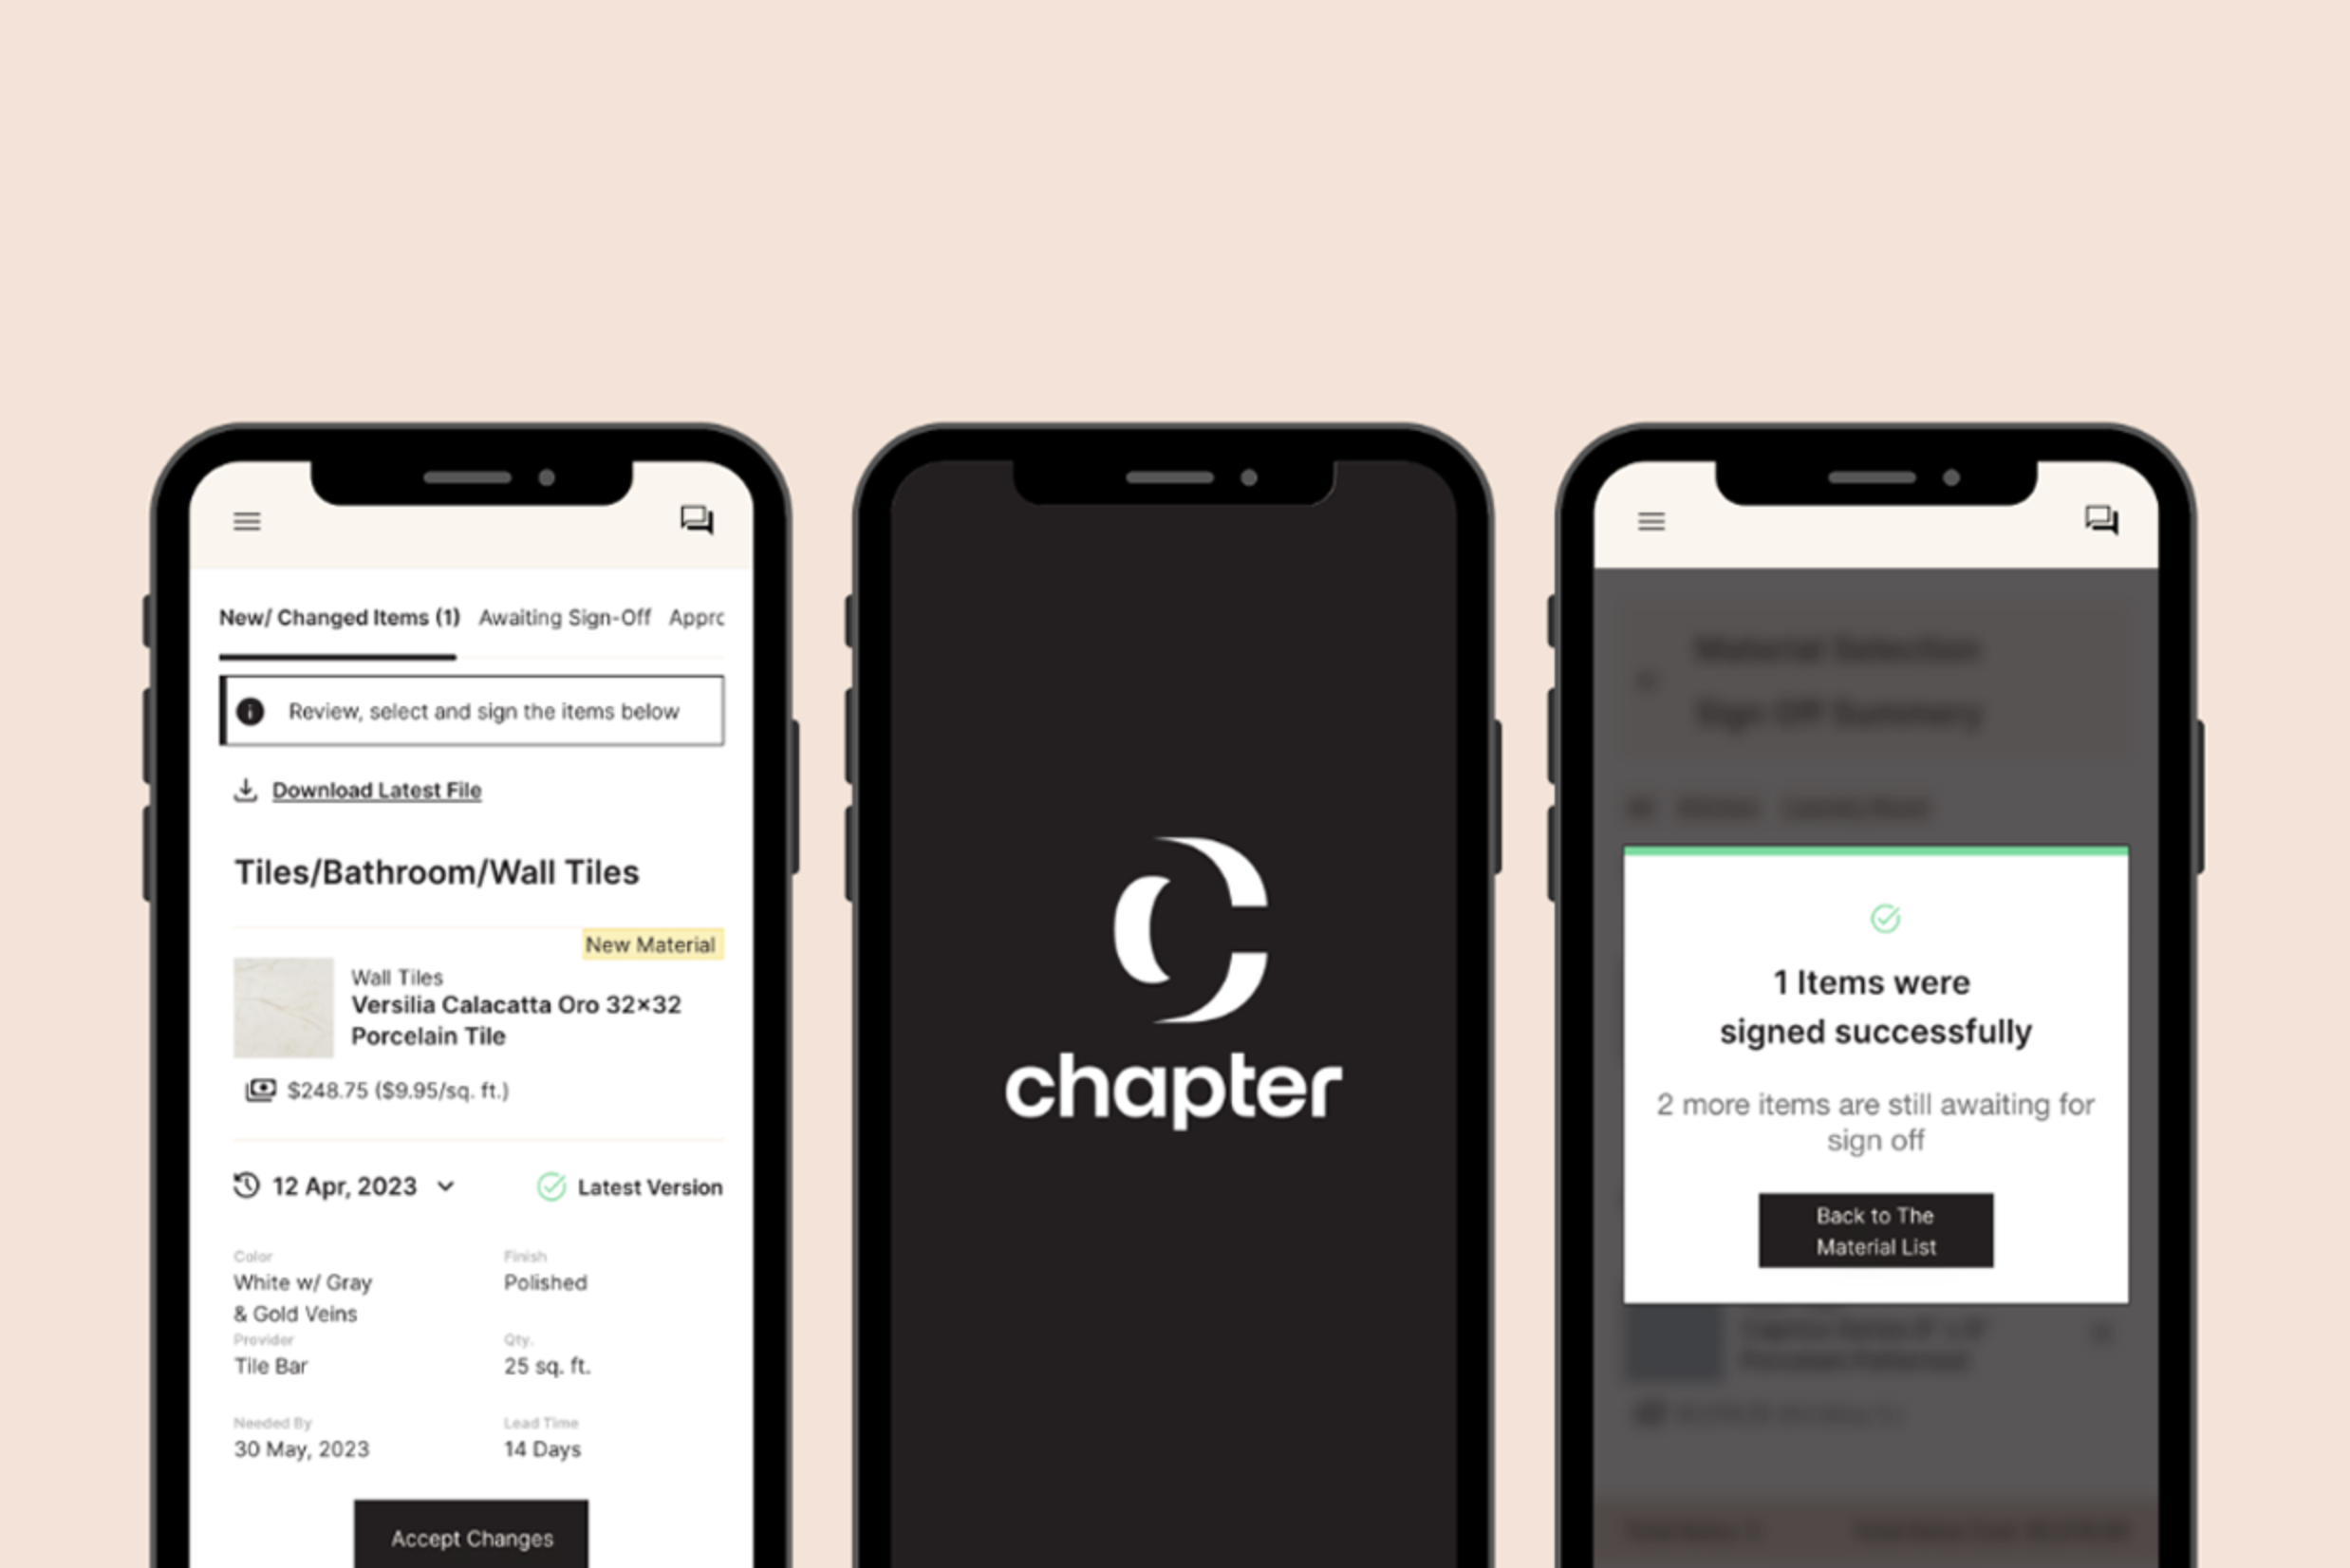 New/ Changed Items (1) Awaiting Sign-Off Appro
Review, select and sign the items below
Download Latest File
Tiles/Bathroom/Wall Tiles
New Material
Wall Tiles
Versilia Calacatta Oro 32×32
Porcelain Tile
$248.75 ($9.95/sq. ft.)
12 Apr, 2023 Latest Version
Color Finish
White w/ Gray Polished
& Gold Veins
Provider Qty.
Tile Bar 25 sq. ft.
Needed By Lead Time
30 May, 2023 14 Days
Accept Changes
chapter
Material Selection
Sign Off Summary
1 Items were
signed successfully
2 more items are still awaiting for
sign off
Back to The
Material List